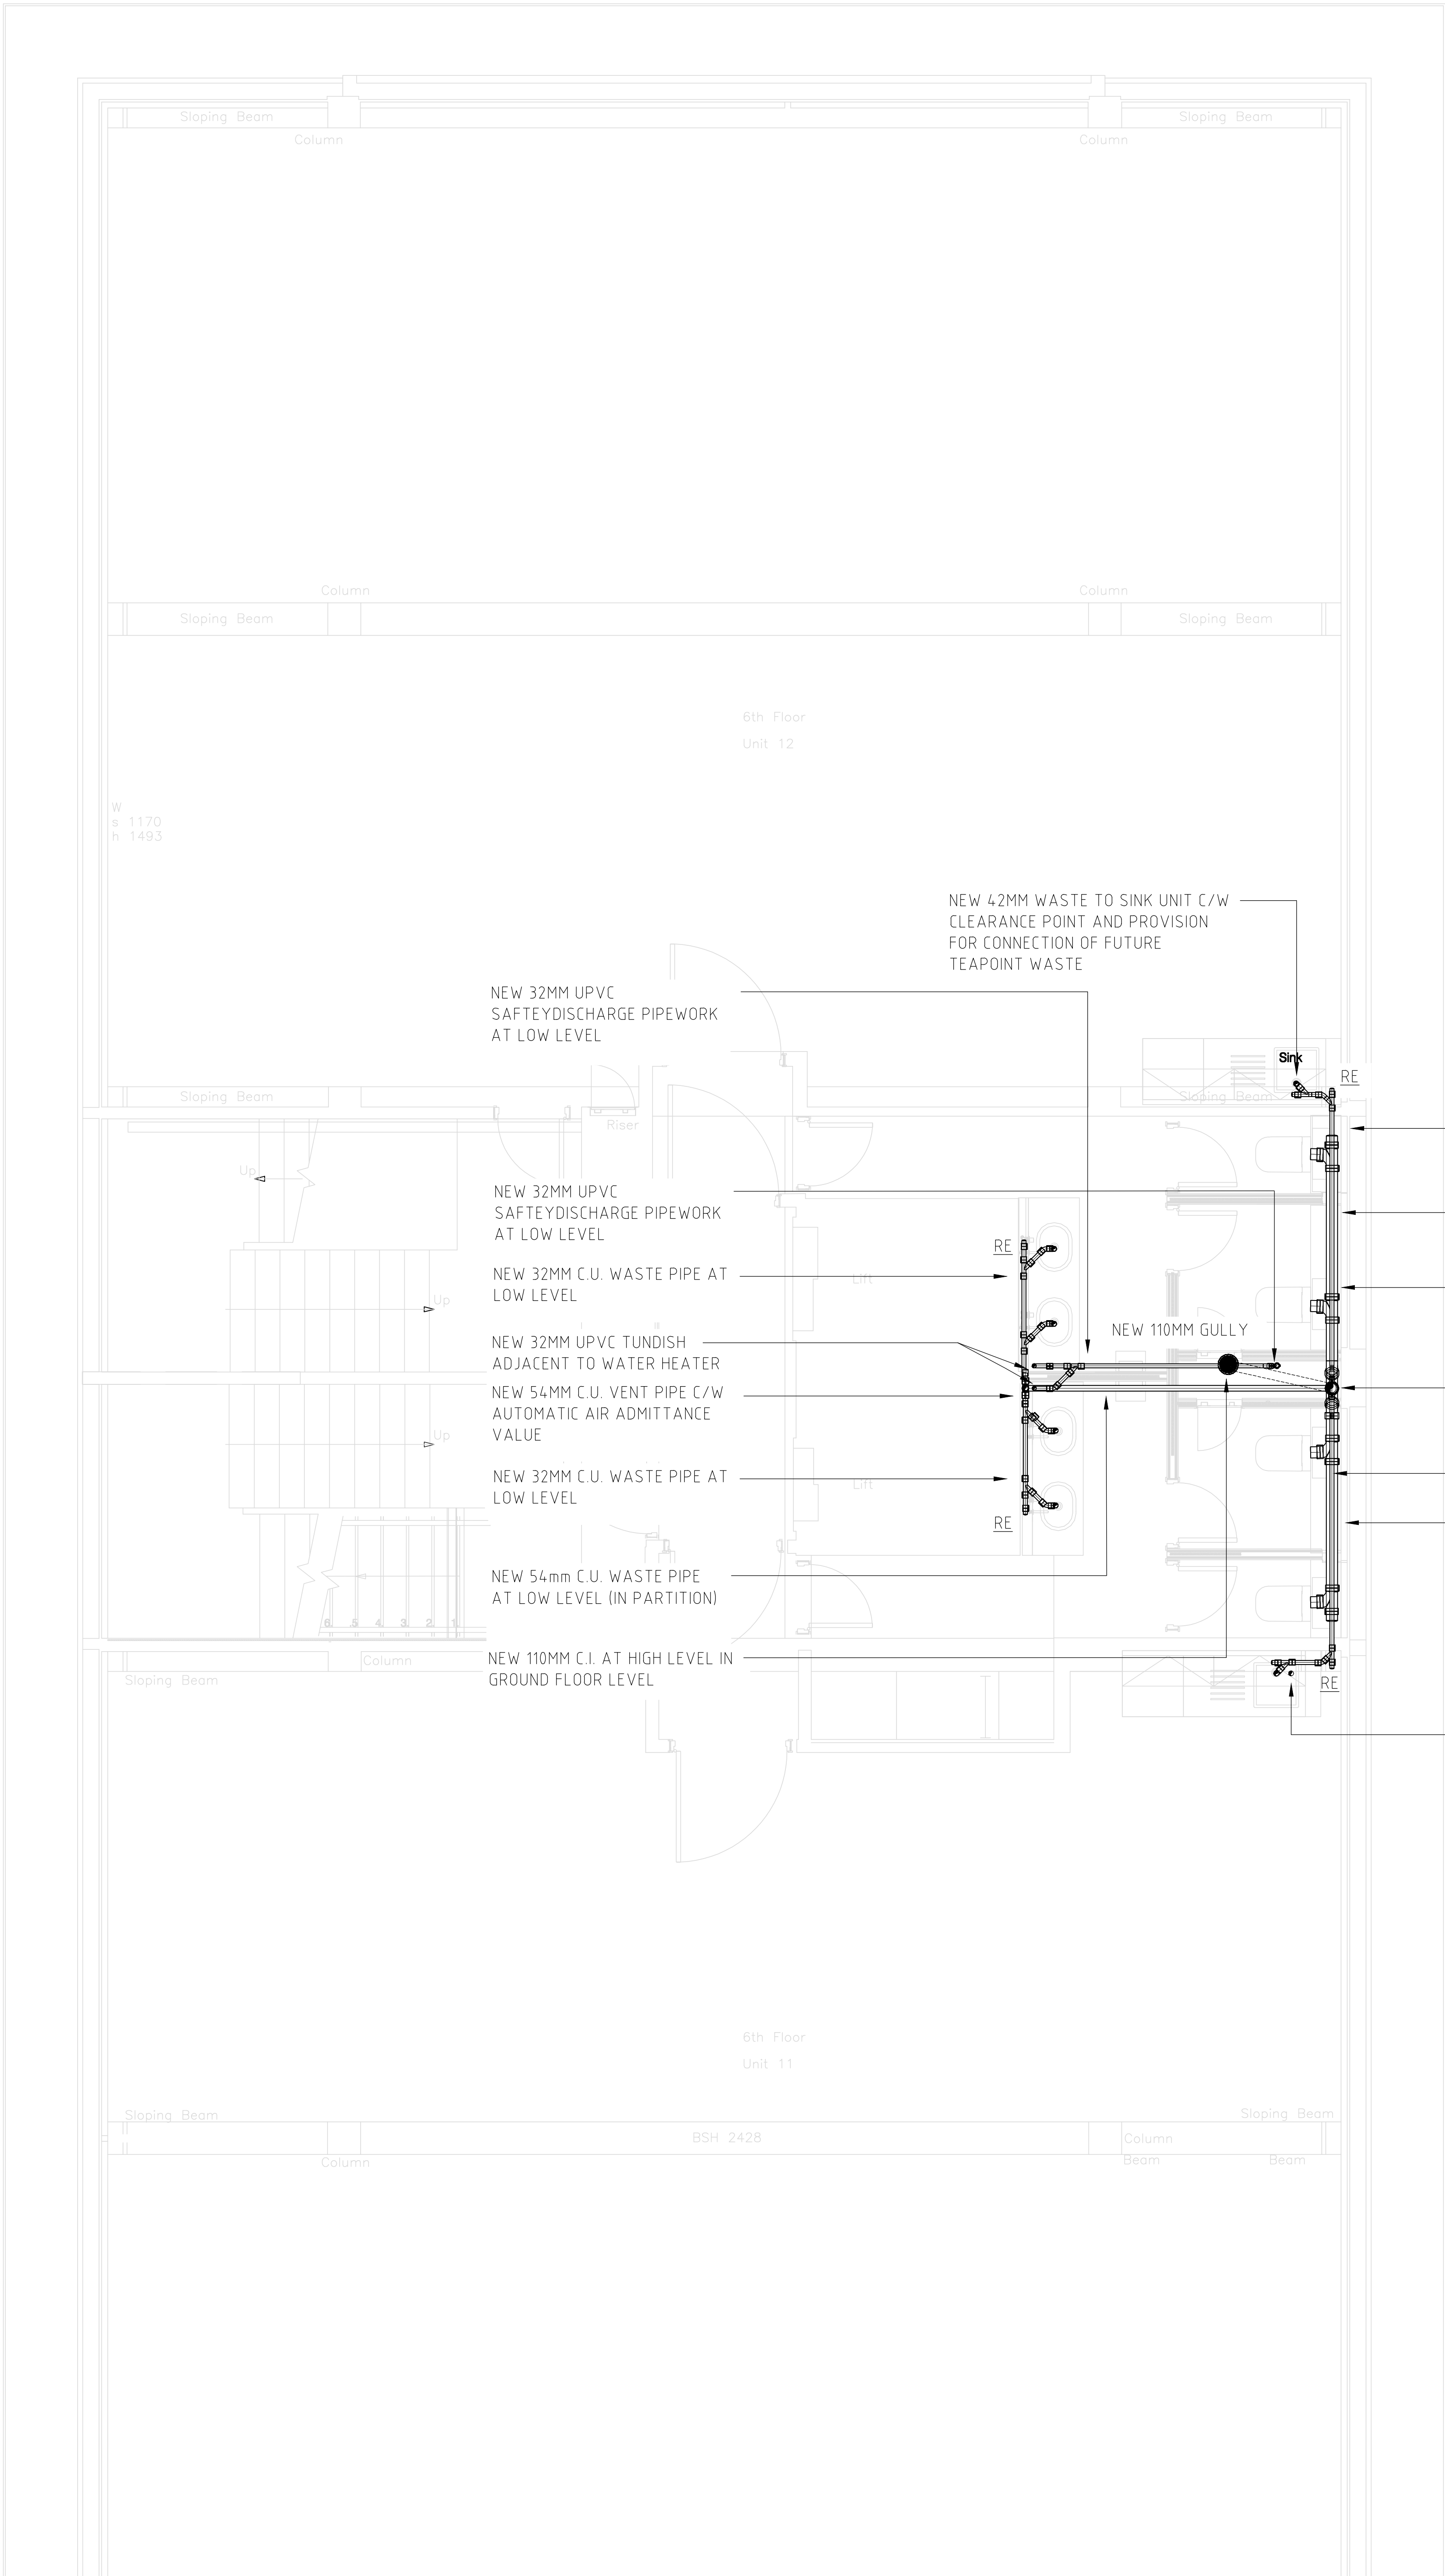 Sloping Beam
Sloping Beam
Column
Column
Column
Column
Sloping Beam
Sloping Beam
6th Floor
Unit 12
W
s 1170
h 1493
NEW 42MM WASTE TO SINK UNIT C/W
CLEARANCE POINT AND PROVISION
FOR CONNECTION OF FUTURE
TEAPOINT WASTE
NEW 32MM UPVC
SAFTEYDISCHARGE PIPEWORK
AT LOW LEVEL
Sink
RE
Sloping Beam
Sloping Beam
Riser
Up
NEW 32MM UPVC
SAFTEYDISCHARGE PIPEWORK
AT LOW LEVEL
RE
NEW 32MM C.U. WASTE PIPE AT
LOW LEVEL
Lift
Up
NEW 110MM GULLY
NEW 32MM UPVC TUNDISH
ADJACENT TO WATER HEATER
NEW 54MM C.U. VENT PIPE C/W
AUTOMATIC AIR ADMITTANCE
VALUE
Up
NEW 32MM C.U. WASTE PIPE AT
LOW LEVEL
Lift
RE
NEW 54mm C.U. WASTE PIPE
AT LOW LEVEL (IN PARTITION)
6 5 4 3 2 1
NEW 110MM C.I. AT HIGH LEVEL IN
GROUND FLOOR LEVEL
Column
Sloping Beam
RE
6th Floor
Unit 11
Sloping Beam
Sloping Beam
BSH 2428
Column
Column
Beam
Beam